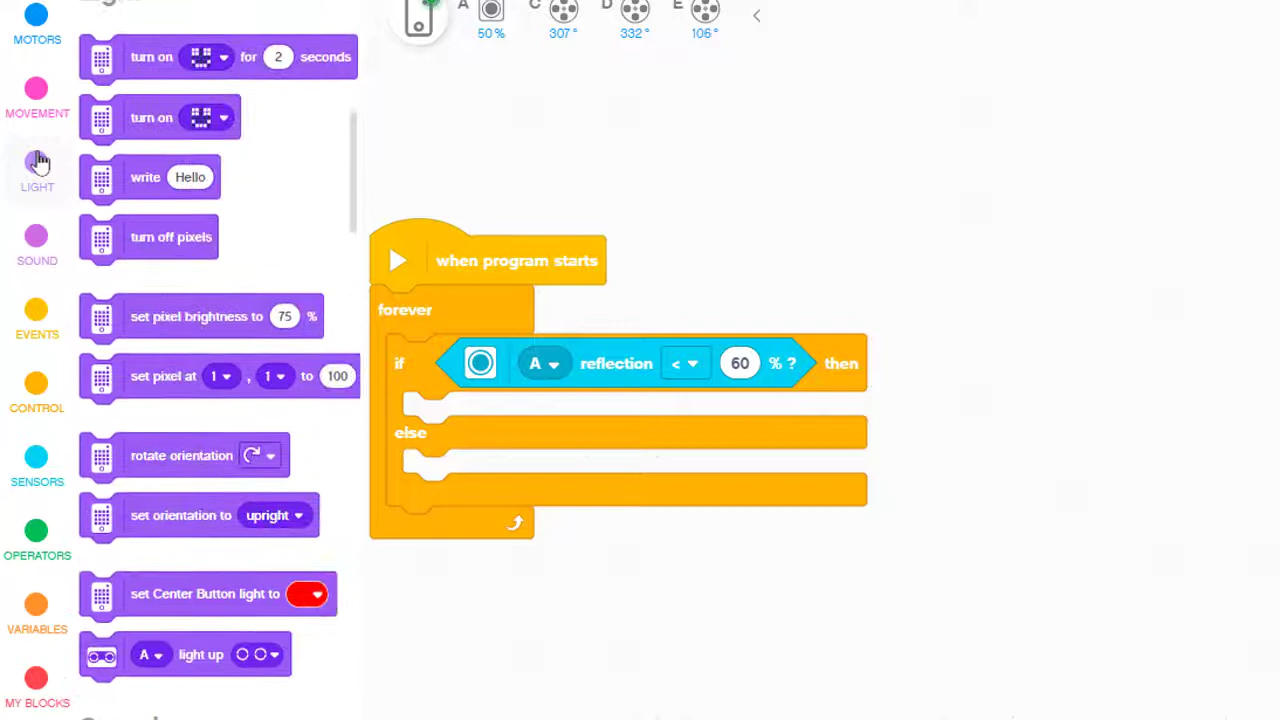 A C D E
50 % 307 ° 332 ° 106 °
MOTORS
MOVEMENT
LIGHT
SOUND
EVENTS
CONTROL
SENSORS
OPERATORS
VARIABLES
MY BLOCKS
turn on for 2 seconds
turn on
write Hello
turn off pixels
set pixel brightness to 75 %
set pixel at 1 , 1 to 100
rotate orientation
set orientation to upright
set Center Button light to
A light up
when program starts
forever
if A reflection < 60 % ? then
else